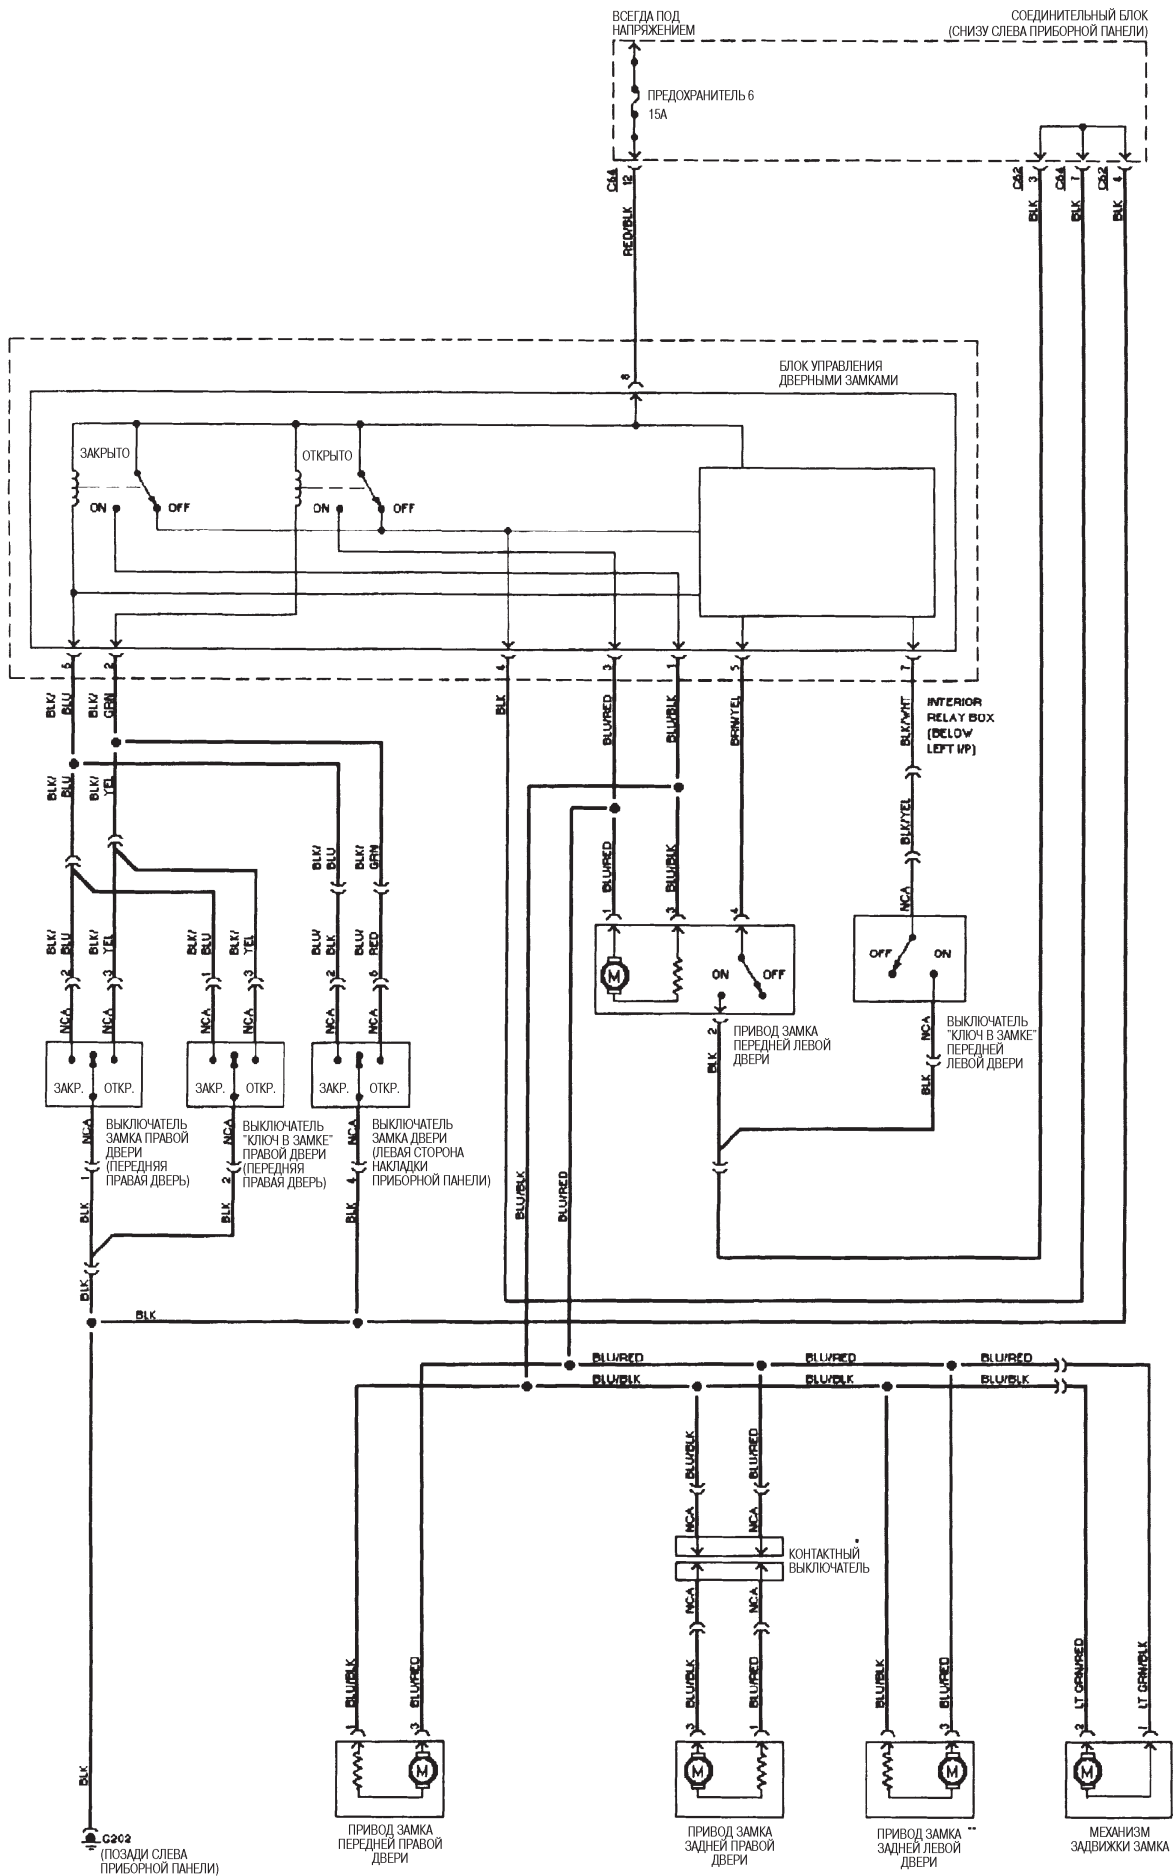 ВСЕГДА ПОД
НАПРЯЖЕНИЕМ
СОЕДИНИТЕЛЬНЫЙ БЛОК
(СНИЗУ СЛЕВА ПРИБОРНОЙ ПАНЕЛИ)
ПРЕДОХРАНИТЕЛЬ 6
15A
C64
12
C62
3
C64
7
C62
4
RED/BLK
BLK
BLK
BLK
8
БЛОК УПРАВЛЕНИЯ
ДВЕРНЫМИ ЗАМКАМИ
ЗАКРЫТО
ON
OFF
ОТКРЫТО
ON
OFF
6
2
4
3
1
5
7
BLK/
BLU
BLK/
GRN
BLK
BLU/RED
BLU/BLK
BRN/YEL
BLK/WHT
INTERIOR
RELAY BOX
(BELOW
LEFT I/P)
BLK/
BLU
BLK/
YEL
BLK/
BLU
BLK/
GRN
BLU/RED
BLU/BLK
BLK/YEL
BLK/
BLU
BLK/
YEL
BLK/
BLU
BLK/
YEL
BLU/
BLK
BLU/
RED
NCA
2
3
1
3
2
6
1
3
4
NCA
NCA
NCA
NCA
NCA
NCA
M
ON
OFF
OFF
ON
ЗАКР.
ОТКР.
ЗАКР.
ОТКР.
ЗАКР.
ОТКР.
2
BLK
ПРИВОД ЗАМКА
ПЕРЕДНЕЙ ЛЕВОЙ
ДВЕРИ
NCA
BLK
ВЫКЛЮЧАТЕЛЬ
"КЛЮЧ В ЗАМКЕ"
ПЕРЕДНЕЙ
ЛЕВОЙ ДВЕРИ
NCA
1
BLK
ВЫКЛЮЧАТЕЛЬ
ЗАМКА ПРАВОЙ
ДВЕРИ
(ПЕРЕДНЯЯ
ПРАВАЯ ДВЕРЬ)
NCA
2
BLK
ВЫКЛЮЧАТЕЛЬ
"КЛЮЧ В ЗАМКЕ"
ПРАВОЙ ДВЕРИ
(ПЕРЕДНЯЯ
ПРАВАЯ ДВЕРЬ)
NCA
4
BLK
ВЫКЛЮЧАТЕЛЬ
ЗАМКА ДВЕРИ
(ЛЕВАЯ СТОРОНА
НАКЛАДКИ
ПРИБОРНОЙ ПАНЕЛИ)
BLU/BLK
BLU/RED
BLK
BLK
BLU/RED
BLU/RED
BLU/RED
BLU/BLK
BLU/BLK
BLU/BLK
BLU/BLK
BLU/RED
NCA
NCA
*
КОНТАКТНЫЙ
ВЫКЛЮЧАТЕЛЬ
NCA
NCA
BLU/BLK
BLU/RED
BLU/BLK
BLU/RED
BLU/BLK
BLU/RED
LT GRN/RED
LT GRN/BLK
1
3
3
1
1
3
2
1
M
M
M
M
BLK
G202
(ПОЗАДИ СЛЕВА
ПРИБОРНОЙ ПАНЕЛИ)
ПРИВОД ЗАМКА
ПЕРЕДНЕЙ ПРАВОЙ
ДВЕРИ
ПРИВОД ЗАМКА
ЗАДНЕЙ ПРАВОЙ
ДВЕРИ
ПРИВОД ЗАМКА **
ЗАДНЕЙ ЛЕВОЙ
ДВЕРИ
МЕХАНИЗМ
ЗАДВИЖКИ ЗАМКА